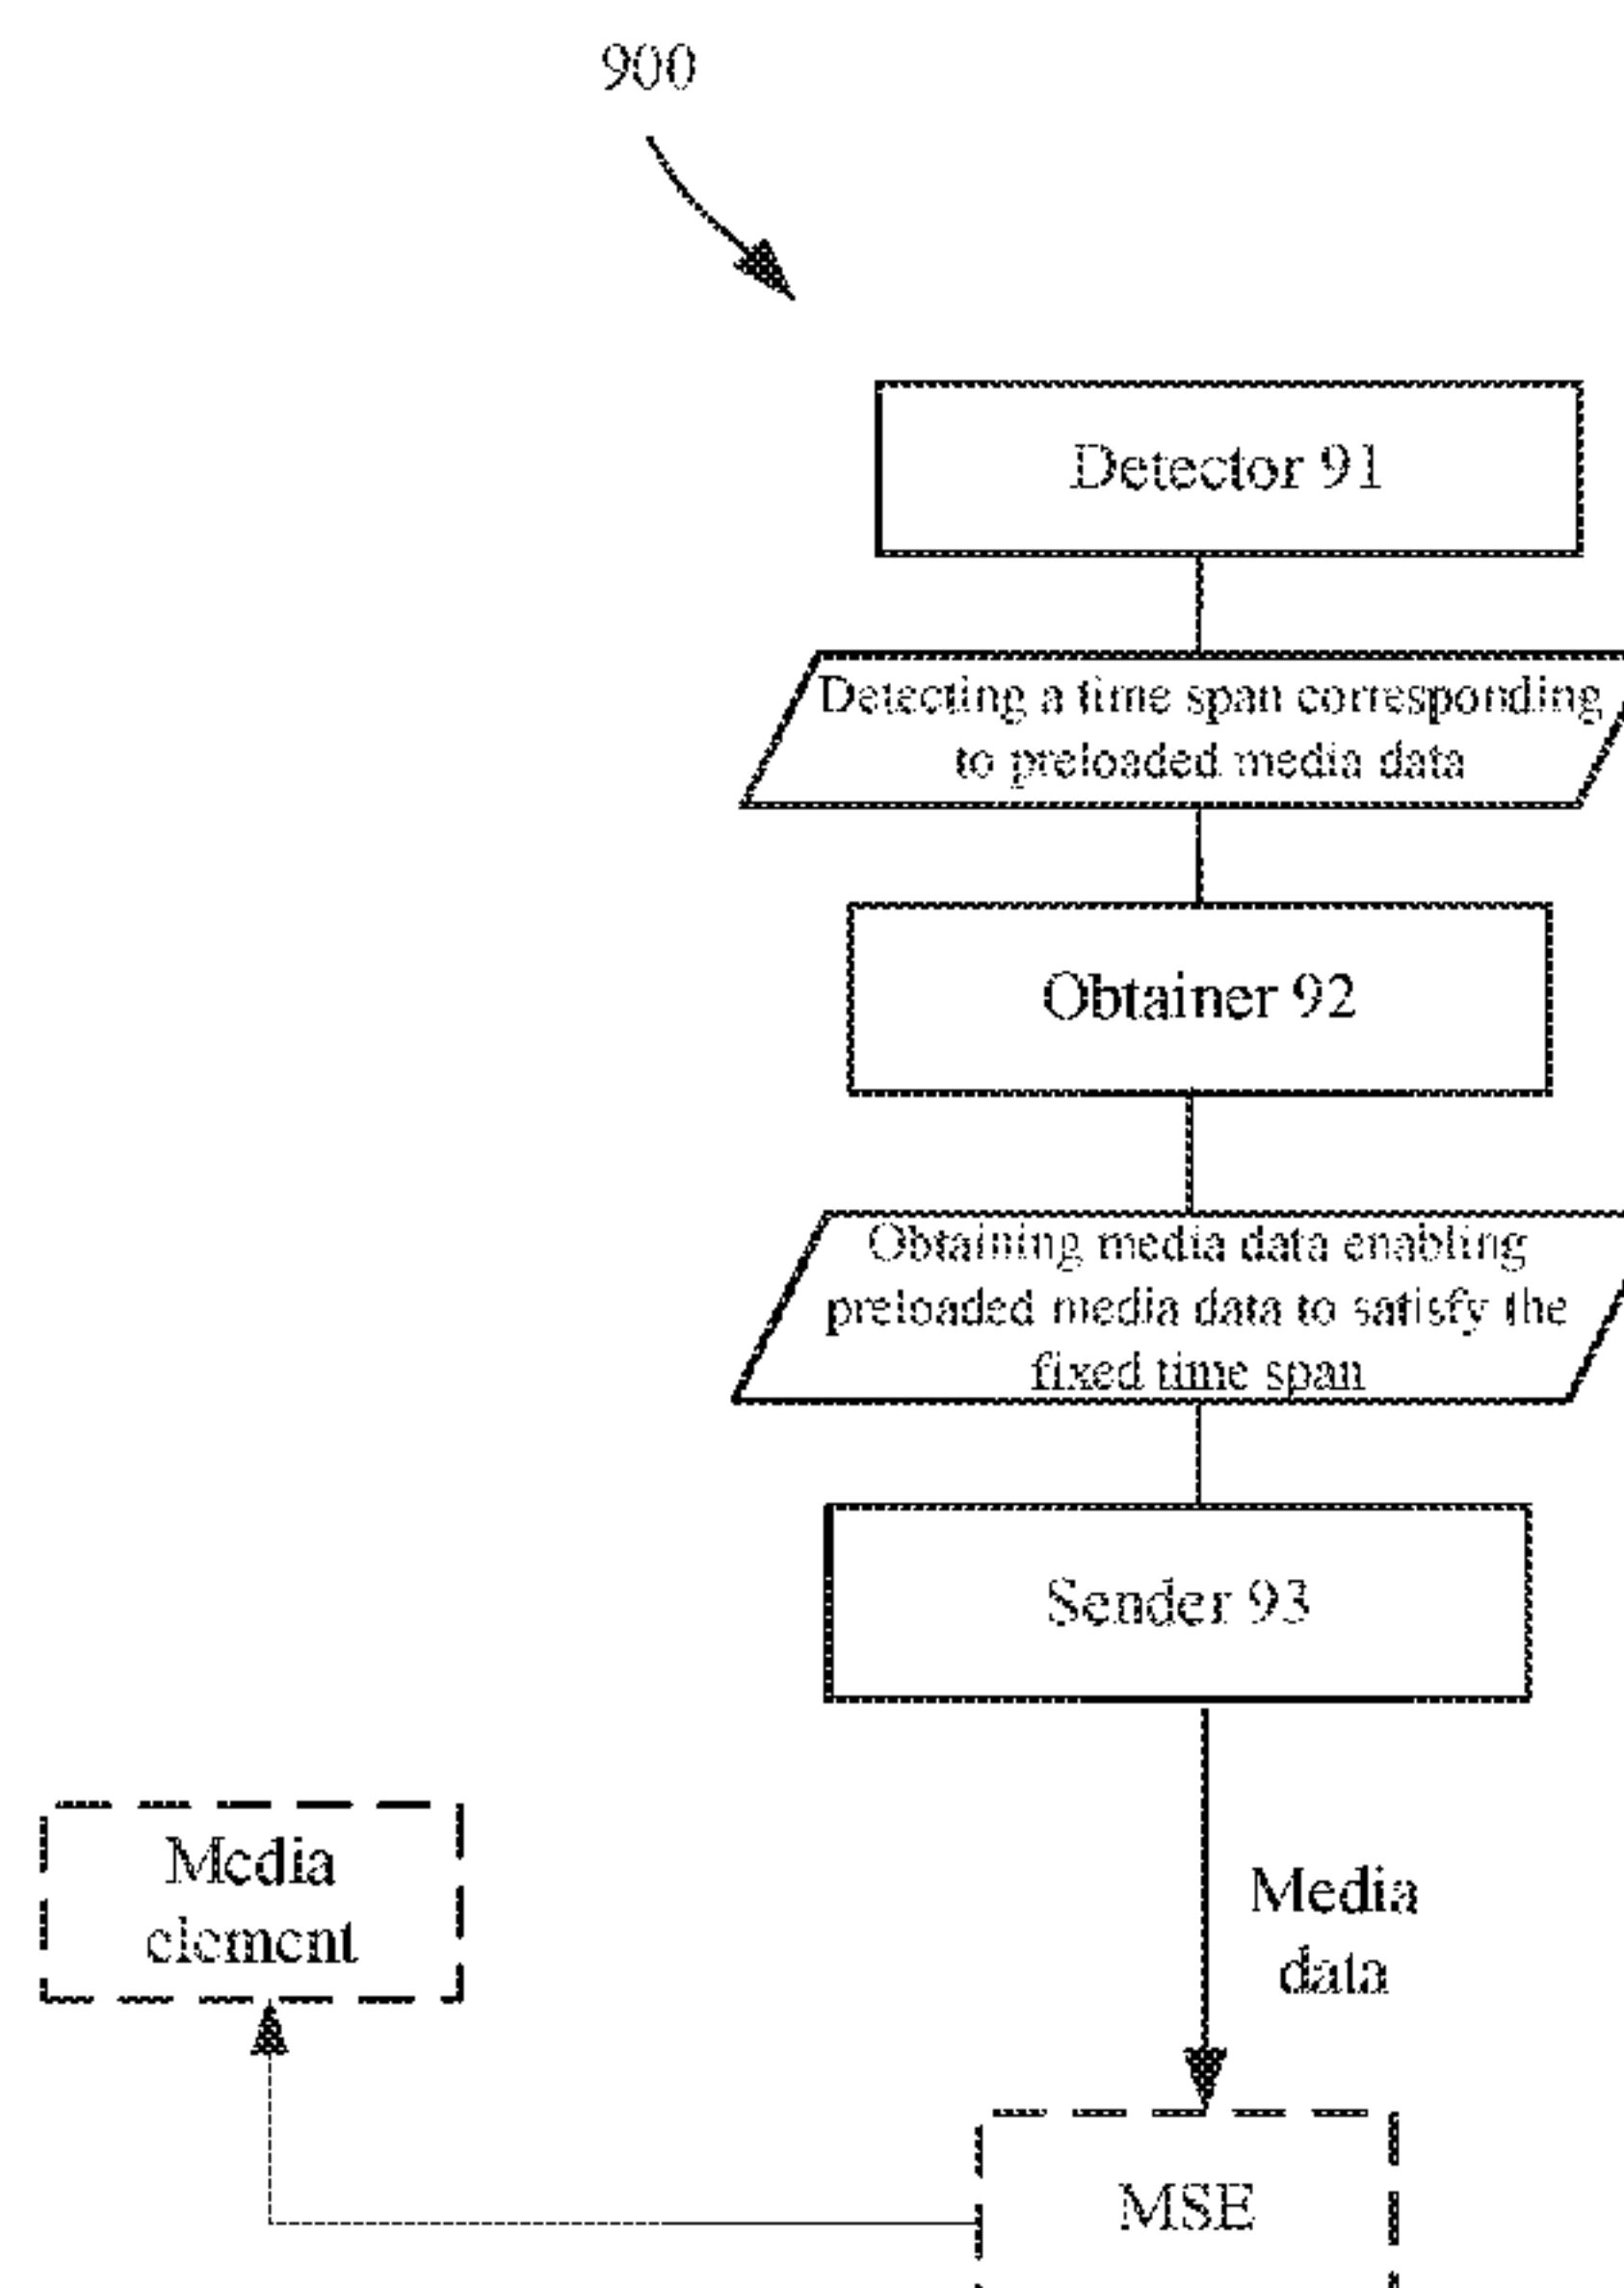 900
Detector 91
Detecting a time span corresponding
to preloaded media data
Obtainer 92
Obtaining media data enabling
preloaded media data to satisfy the
fixed time span
Sender 93
Media
element
Media
data
MSE